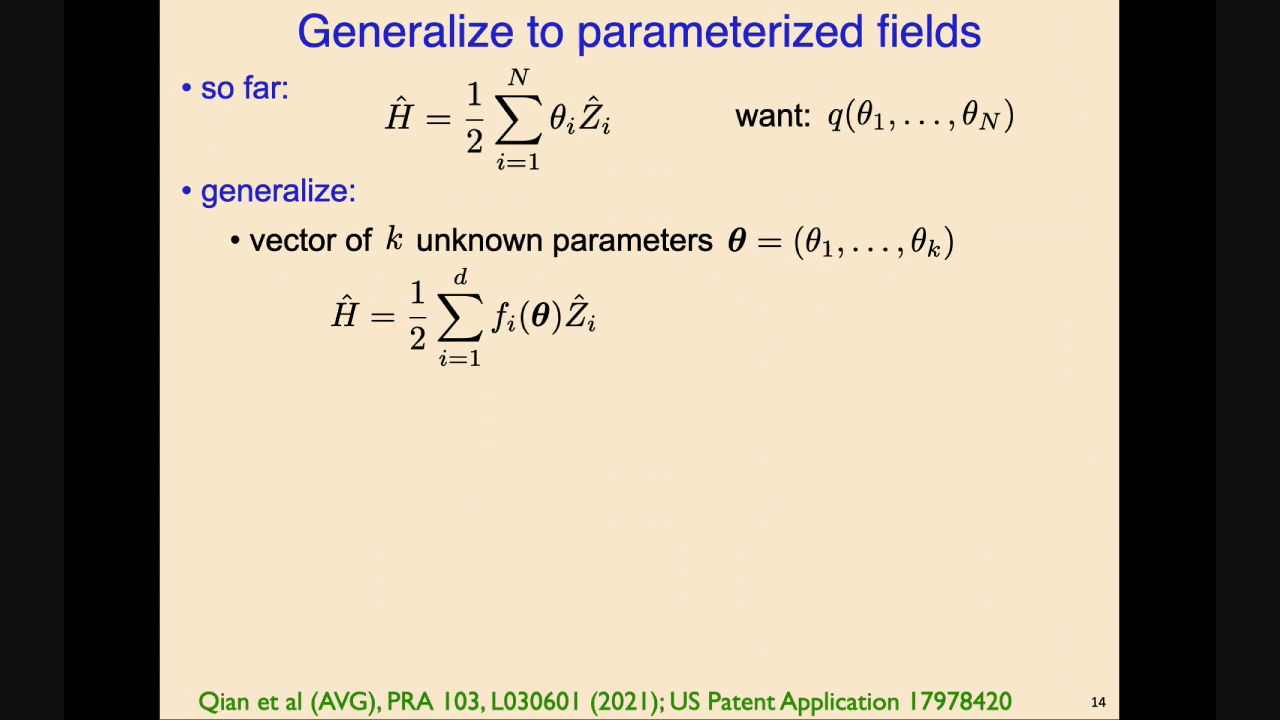 Generalize to parameterized fields
• so far: Ĥ = 1/2 ∑_{i=1}^{N} θ_i Ẑ_i want: q(θ_1, . . . , θ_N)
• generalize:
• vector of k unknown parameters 𝜽 = (θ_1, . . . , θ_k)
Ĥ = 1/2 ∑_{i=1}^{d} f_i(𝜽) Ẑ_i
Qian et al (AVG), PRA 103, L030601 (2021); US Patent Application 17978420
14